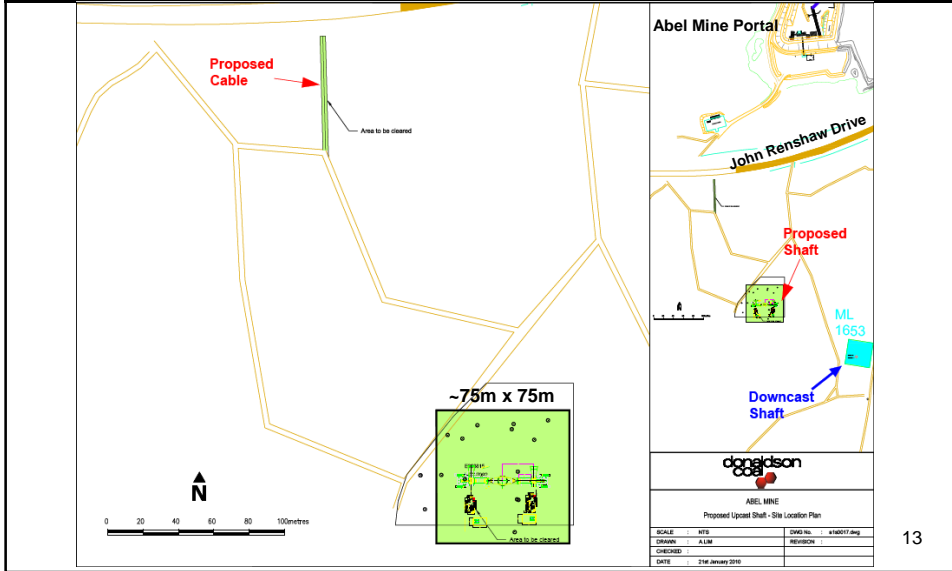 Proposed
Cable
Area to be cleared
~75m x 75m
Area to be cleared
N
0 20 40 60 80 100metres
Abel Mine Portal
John Renshaw Drive
Proposed
Shaft
ML
1653
Downcast
Shaft
donaldson
coal
ABEL MINE
Proposed Upcast Shaft - Site Location Plan
SCALE : NTS
DWG No. : a1a0017.dwg
DRAWN : A.LIM
REVISION :
CHECKED :
DATE : 21st January 2010
13